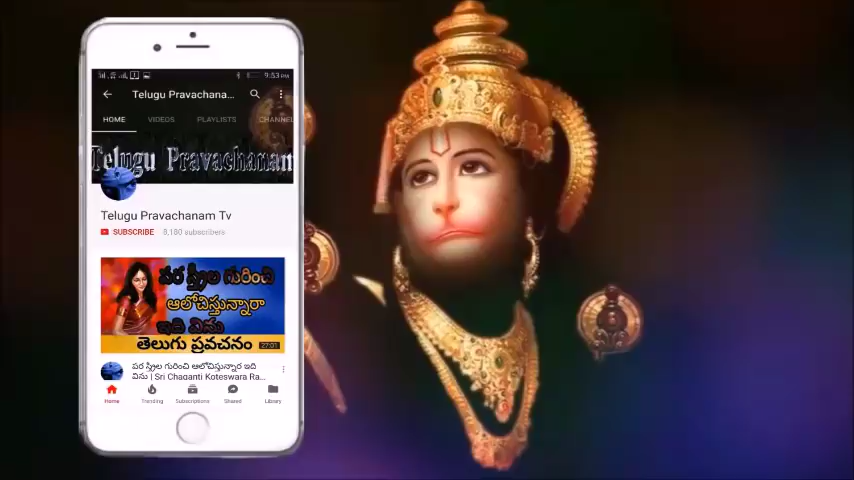 9:53 PM
Telugu Pravachana...
HOME VIDEOS PLAYLISTS CHANNEL
Telugu Pravachanam
Telugu Pravachanam Tv
SUBSCRIBE 8,180 subscribers
పర స్త్రీల గురించి
ఆలోచిస్తున్నారా
ఇది విను
తెలుగు ప్రవచనం 27:01
పర స్త్రీల గురించి ఆలోచిస్తున్నార ఇది
విను | Sri Chaganti Koteswara Ra...
Home Trending Subscriptions Shared Library